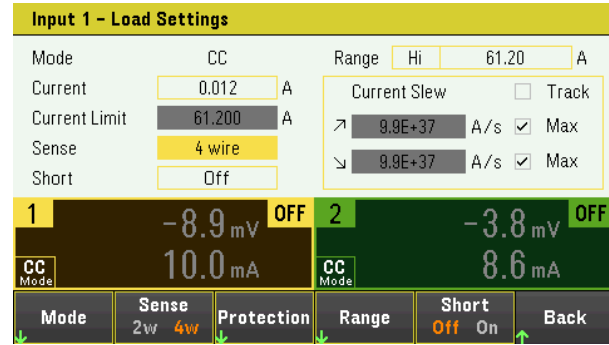 Input 1 – Load Settings
Mode CC Range Hi 61.20 A
Current 0.012 A Current Slew Track
Current Limit 61.200 A 9.9E+37 A/s Max
Sense 4 wire 9.9E+37 A/s Max
Short Off
1 −8.9 mV OFF 2 −3.8 mV OFF
CC Mode 10.0 mA CC Mode 8.6 mA
Mode Sense 2w 4w Protection Range Short Off On Back